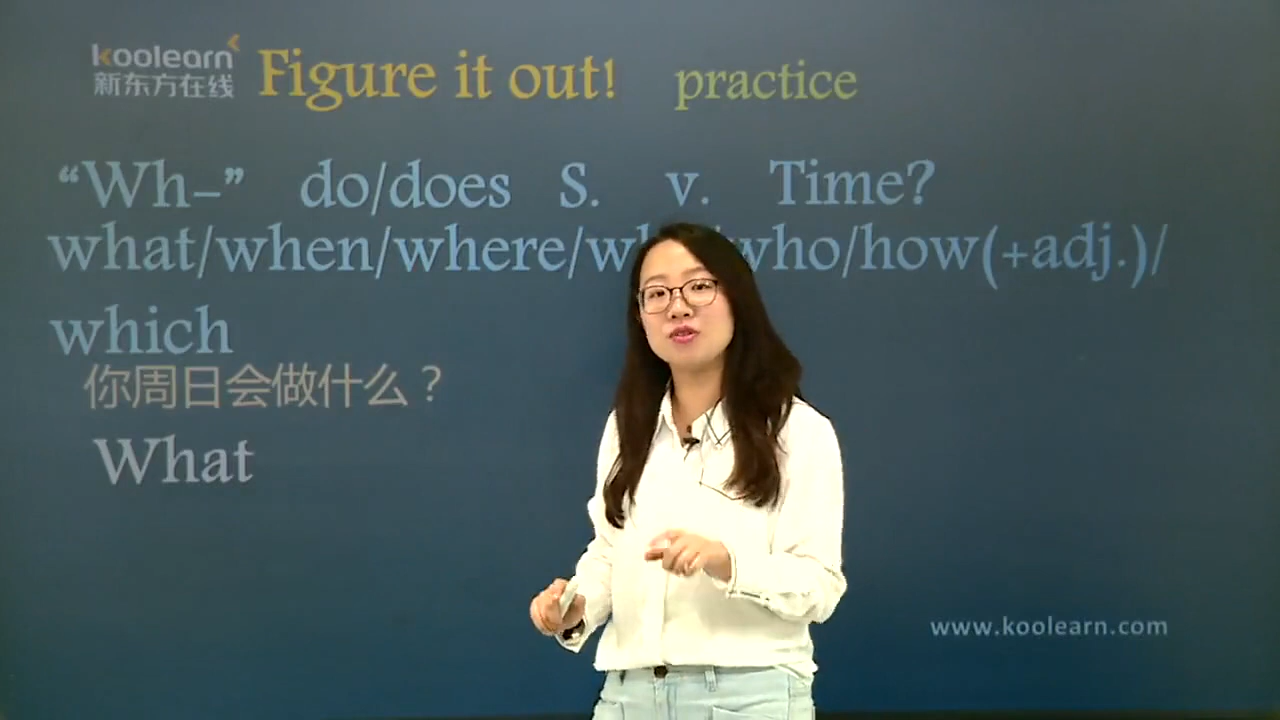 koolearn
新东方在线
Figure it out! practice
“Wh-” do/does S. v. Time?
what/when/where/wh who/how(+adj.)/
which
你周日会做什么？
What
www.koolearn.com